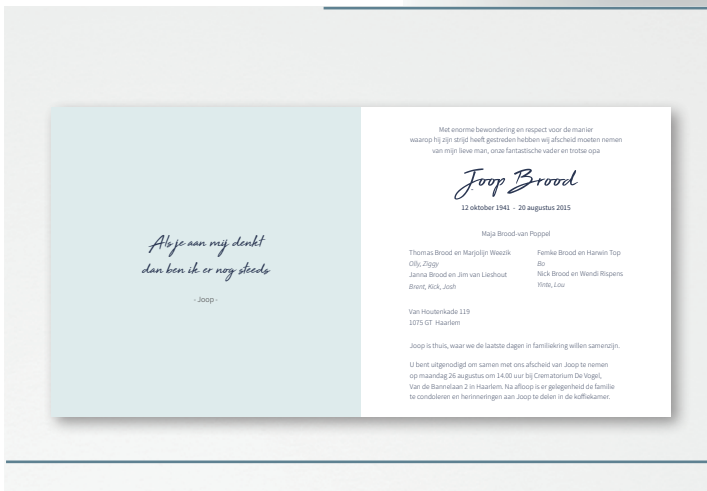 Als je aan mij denkt
dan ben ik er nog steeds
- Joop -
Met enorme bewondering en respect voor de manier
waarop hij zijn strijd heeft gestreden hebben wij afscheid moeten nemen
van mijn lieve man, onze fantastische vader en trotse opa
Joop Brood
12 oktober 1941 - 20 augustus 2015
Maja Brood-van Poppel
Thomas Brood en Marjolijn Weezik
Olly, Ziggy
Janna Brood en Jim van Lieshout
Brent, Kick, Josh
Femke Brood en Harwin Top
Bo
Nick Brood en Wendi Rispens
Yinte, Lou
Van Houtenkade 119
1075 GT Haarlem
Joop is thuis, waar we de laatste dagen in familiekring willen samenzijn.
U bent uitgenodigd om samen met ons afscheid van Joop te nemen
op maandag 26 augustus om 14.00 uur bij Crematorium De Vogel,
Van de Bannelaan 2 in Haarlem. Na afloop is er gelegenheid de familie
te condoleren en herinneringen aan Joop te delen in de koffiekamer.